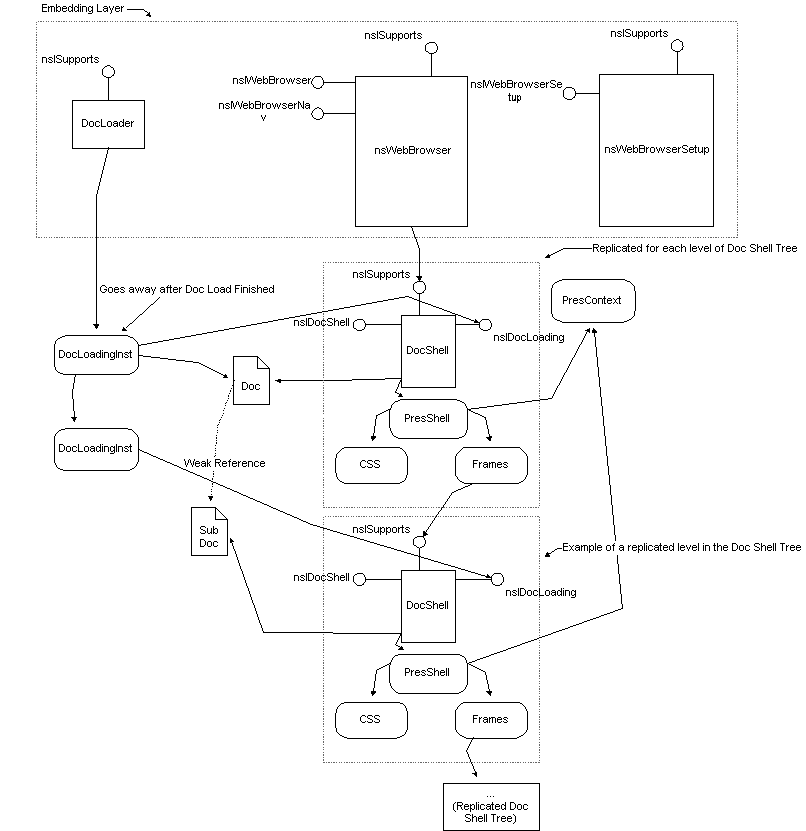 Embedding Layer
nsISupports
DocLoader
nsIWebBrowser
nsIWebBrowserNa
v
nsISupports
nsWebBrowser
nsIWebBrowserSe
tup
nsISupports
nsWebBrowserSetup
Replicated for each level of Doc Shell Tree
nsISupports
Goes away after Doc Load Finished
PresContext
nsIDocShell
nsIDocLoading
DocLoadingInst
DocShell
Doc
PresShell
DocLoadingInst
Weak Reference
CSS
Frames
Sub
Doc
nsISupports
Example of a replicated level in the Doc Shell Tree
nsIDocShell
nsIDocLoading
DocShell
PresShell
CSS
Frames
...
(Replicated Doc
Shell Tree)